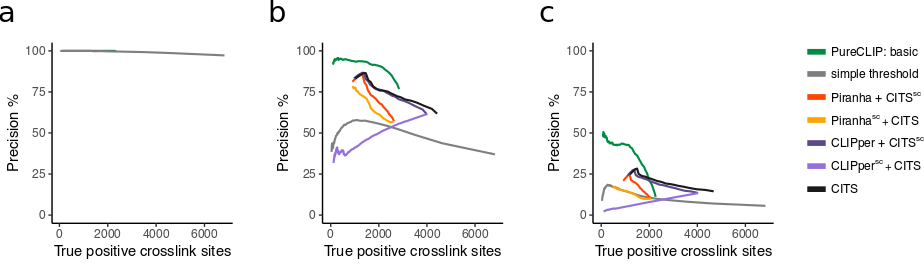 a
b
c
100
75
50
25
0
Precision %
0
2000
4000
6000
True positive crosslink sites
100
75
50
25
0
Precision %
0
2000
4000
6000
True positive crosslink sites
100
75
50
25
0
Precision %
0
2000
4000
6000
True positive crosslink sites
PureCLIP: basic
simple threshold
Piranha + CITSsc
Piranhasc + CITS
CLIPper + CITSsc
CLIPpersc + CITS
CITS